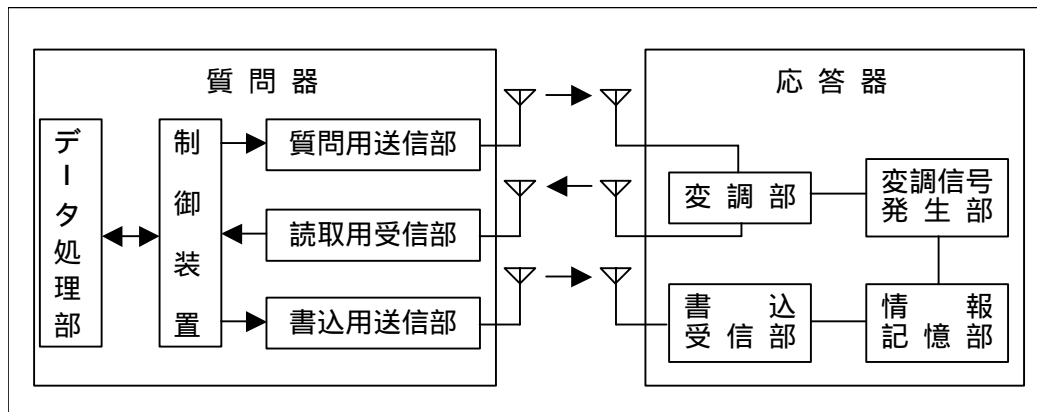 質問器
応答器
データ処理部
制御装置
質問用送信部
読取用受信部
書込用送信部
変調部
変調信号
発生部
書込
受信部
情報
記憶部